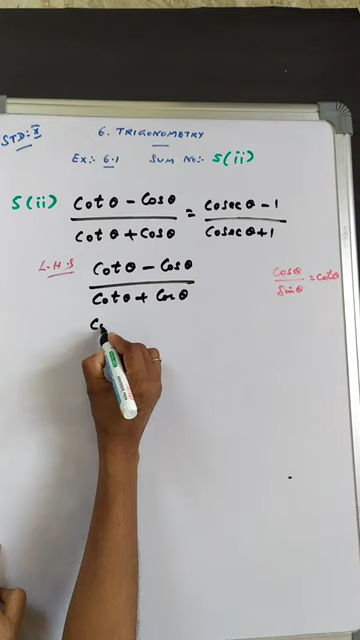 STD:- X
6. TRIGONOMETRY
Ex:- 6.1 SUM NO:- 5(ii)
5(ii) Cot θ - Cos θ / Cot θ + Cos θ = Cosec θ - 1 / Cosec θ + 1
L.H.S Cot θ - Cos θ / Cot θ + Cos θ
Cos θ / Sin θ = Cot θ
C